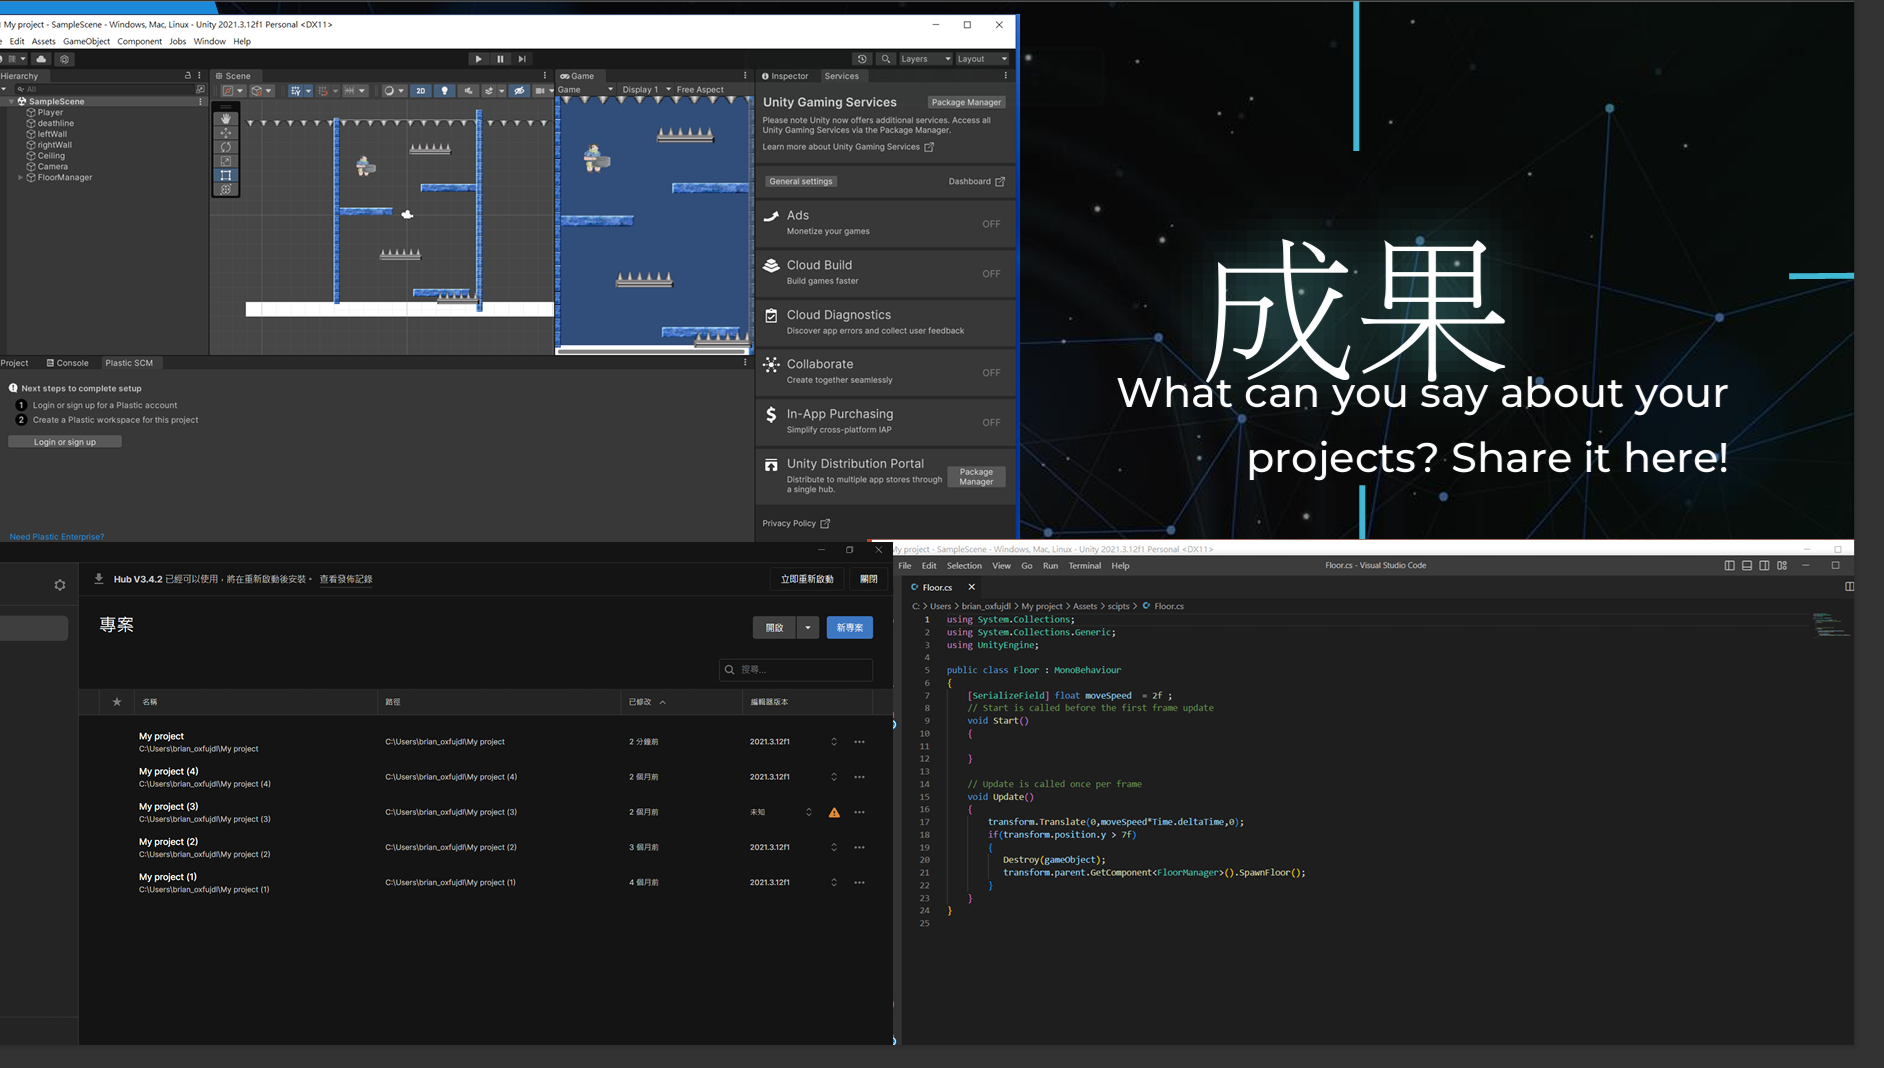 My project - SampleScene - Windows, Mac, Linux - Unity 2021.3.12f1 Personal <DX11>
Edit Assets GameObject Component Jobs Window Help
Layers Layout
Hierarchy
All
SampleScene
Player
deathline
leftWall
rightWall
Ceiling
Camera
FloorManager
Scene
2D
Game
Game Display 1 Free Aspect
Inspector Services
Unity Gaming Services Package Manager
Please note Unity now offers additional services. Access all
Unity Gaming Services via the Package Manager.
Learn more about Unity Gaming Services
General settings Dashboard
Ads
Monetize your games
OFF
Cloud Build
Build games faster
OFF
Cloud Diagnostics
Discover app errors and collect user feedback
Collaborate
Create together seamlessly
OFF
In-App Purchasing
Simplify cross-platform IAP
OFF
Unity Distribution Portal
Distribute to multiple app stores through
a single hub.
Package
Manager
Privacy Policy
Project Console Plastic SCM
Next steps to complete setup
1 Login or sign up for a Plastic account
2 Create a Plastic workspace for this project
Login or sign up
Need Plastic Enterprise?
成果
What can you say about your
projects? Share it here!
Hub V3.4.2 已經可以使用，將在重新啟動後安裝。 查看發佈記錄
立即重新啟動 關閉
專案
開啟 新專案
搜尋...
名稱 路徑 已修改 編輯器版本
My project
C:\Users\brian_oxfujdl\My project
C:\Users\brian_oxfujdl\My project 2 分鐘前 2021.3.12f1
My project (4)
C:\Users\brian_oxfujdl\My project (4)
C:\Users\brian_oxfujdl\My project (4) 2 個月前 2021.3.12f1
My project (3)
C:\Users\brian_oxfujdl\My project (3)
C:\Users\brian_oxfujdl\My project (3) 2 個月前 未知
My project (2)
C:\Users\brian_oxfujdl\My project (2)
C:\Users\brian_oxfujdl\My project (2) 3 個月前 2021.3.12f1
My project (1)
C:\Users\brian_oxfujdl\My project (1)
C:\Users\brian_oxfujdl\My project (1) 4 個月前 2021.3.12f1
My project - SampleScene - Windows, Mac, Linux - Unity 2021.3.12f1 Personal <DX11>
File Edit Selection View Go Run Terminal Help
Floor.cs - Visual Studio Code
Floor.cs
C: > Users > brian_oxfujdl > My project > Assets > scipts > Floor.cs
1 using System.Collections;
2 using System.Collections.Generic;
3 using UnityEngine;
4
5 public class Floor : MonoBehaviour
6 {
7 [SerializeField] float moveSpeed = 2f ;
8 // Start is called before the first frame update
9 void Start()
10 {
11
12 }
13
14 // Update is called once per frame
15 void Update()
16 {
17 transform.Translate(0,moveSpeed*Time.deltaTime,0);
18 if(transform.position.y > 7f)
19 {
20 Destroy(gameObject);
21 transform.parent.GetComponent<FloorManager>().SpawnFloor();
22 }
23 }
24 }
25